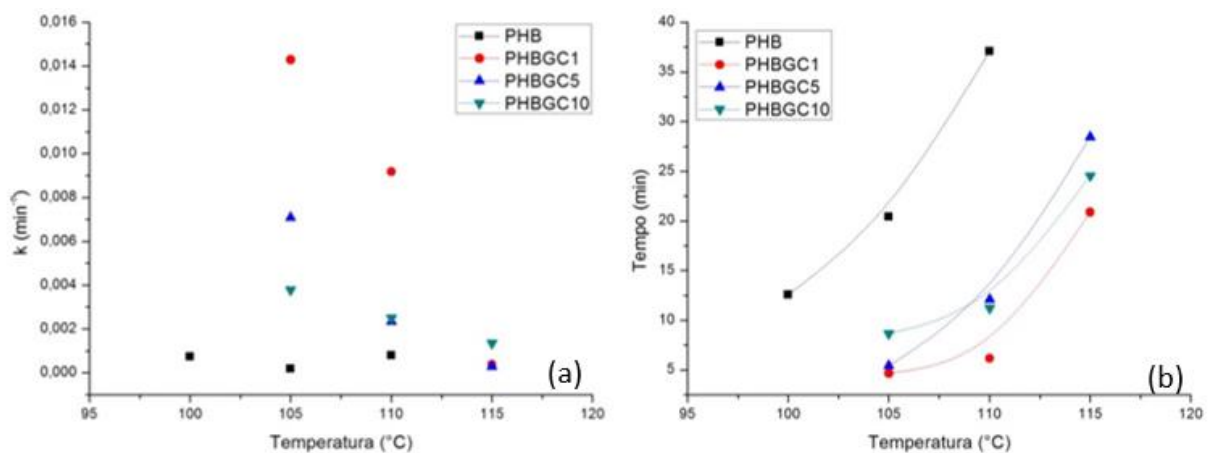 0,016
0,014
0,012
0,010
0,008
0,006
0,004
0,002
0,000
k (min⁻¹)
PHB
PHBGC1
PHBGC5
PHBGC10
(a)
95 100 105 110 115 120
Temperatura (°C)
40
35
30
25
20
15
10
5
Tempo (min)
PHB
PHBGC1
PHBGC5
PHBGC10
(b)
95 100 105 110 115 120
Temperatura (°C)